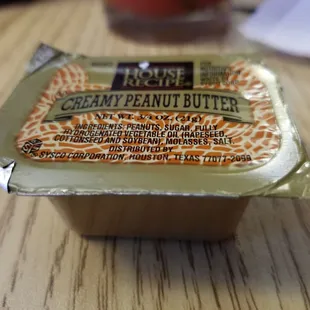 HOUSE
RECIPE
CREAMY PEANUT BUTTER
NET WT. 3/4 OZ. (21g)
INGREDIENTS: PEANUTS, SUGAR, FULLY
HYDROGENATED VEGETABLE OIL (RAPESEED,
COTTONSEED AND SOYBEAN), MOLASSES, SALT.
DISTRIBUTED BY
SYSCO CORPORATION, HOUSTON, TEXAS 77077-2099